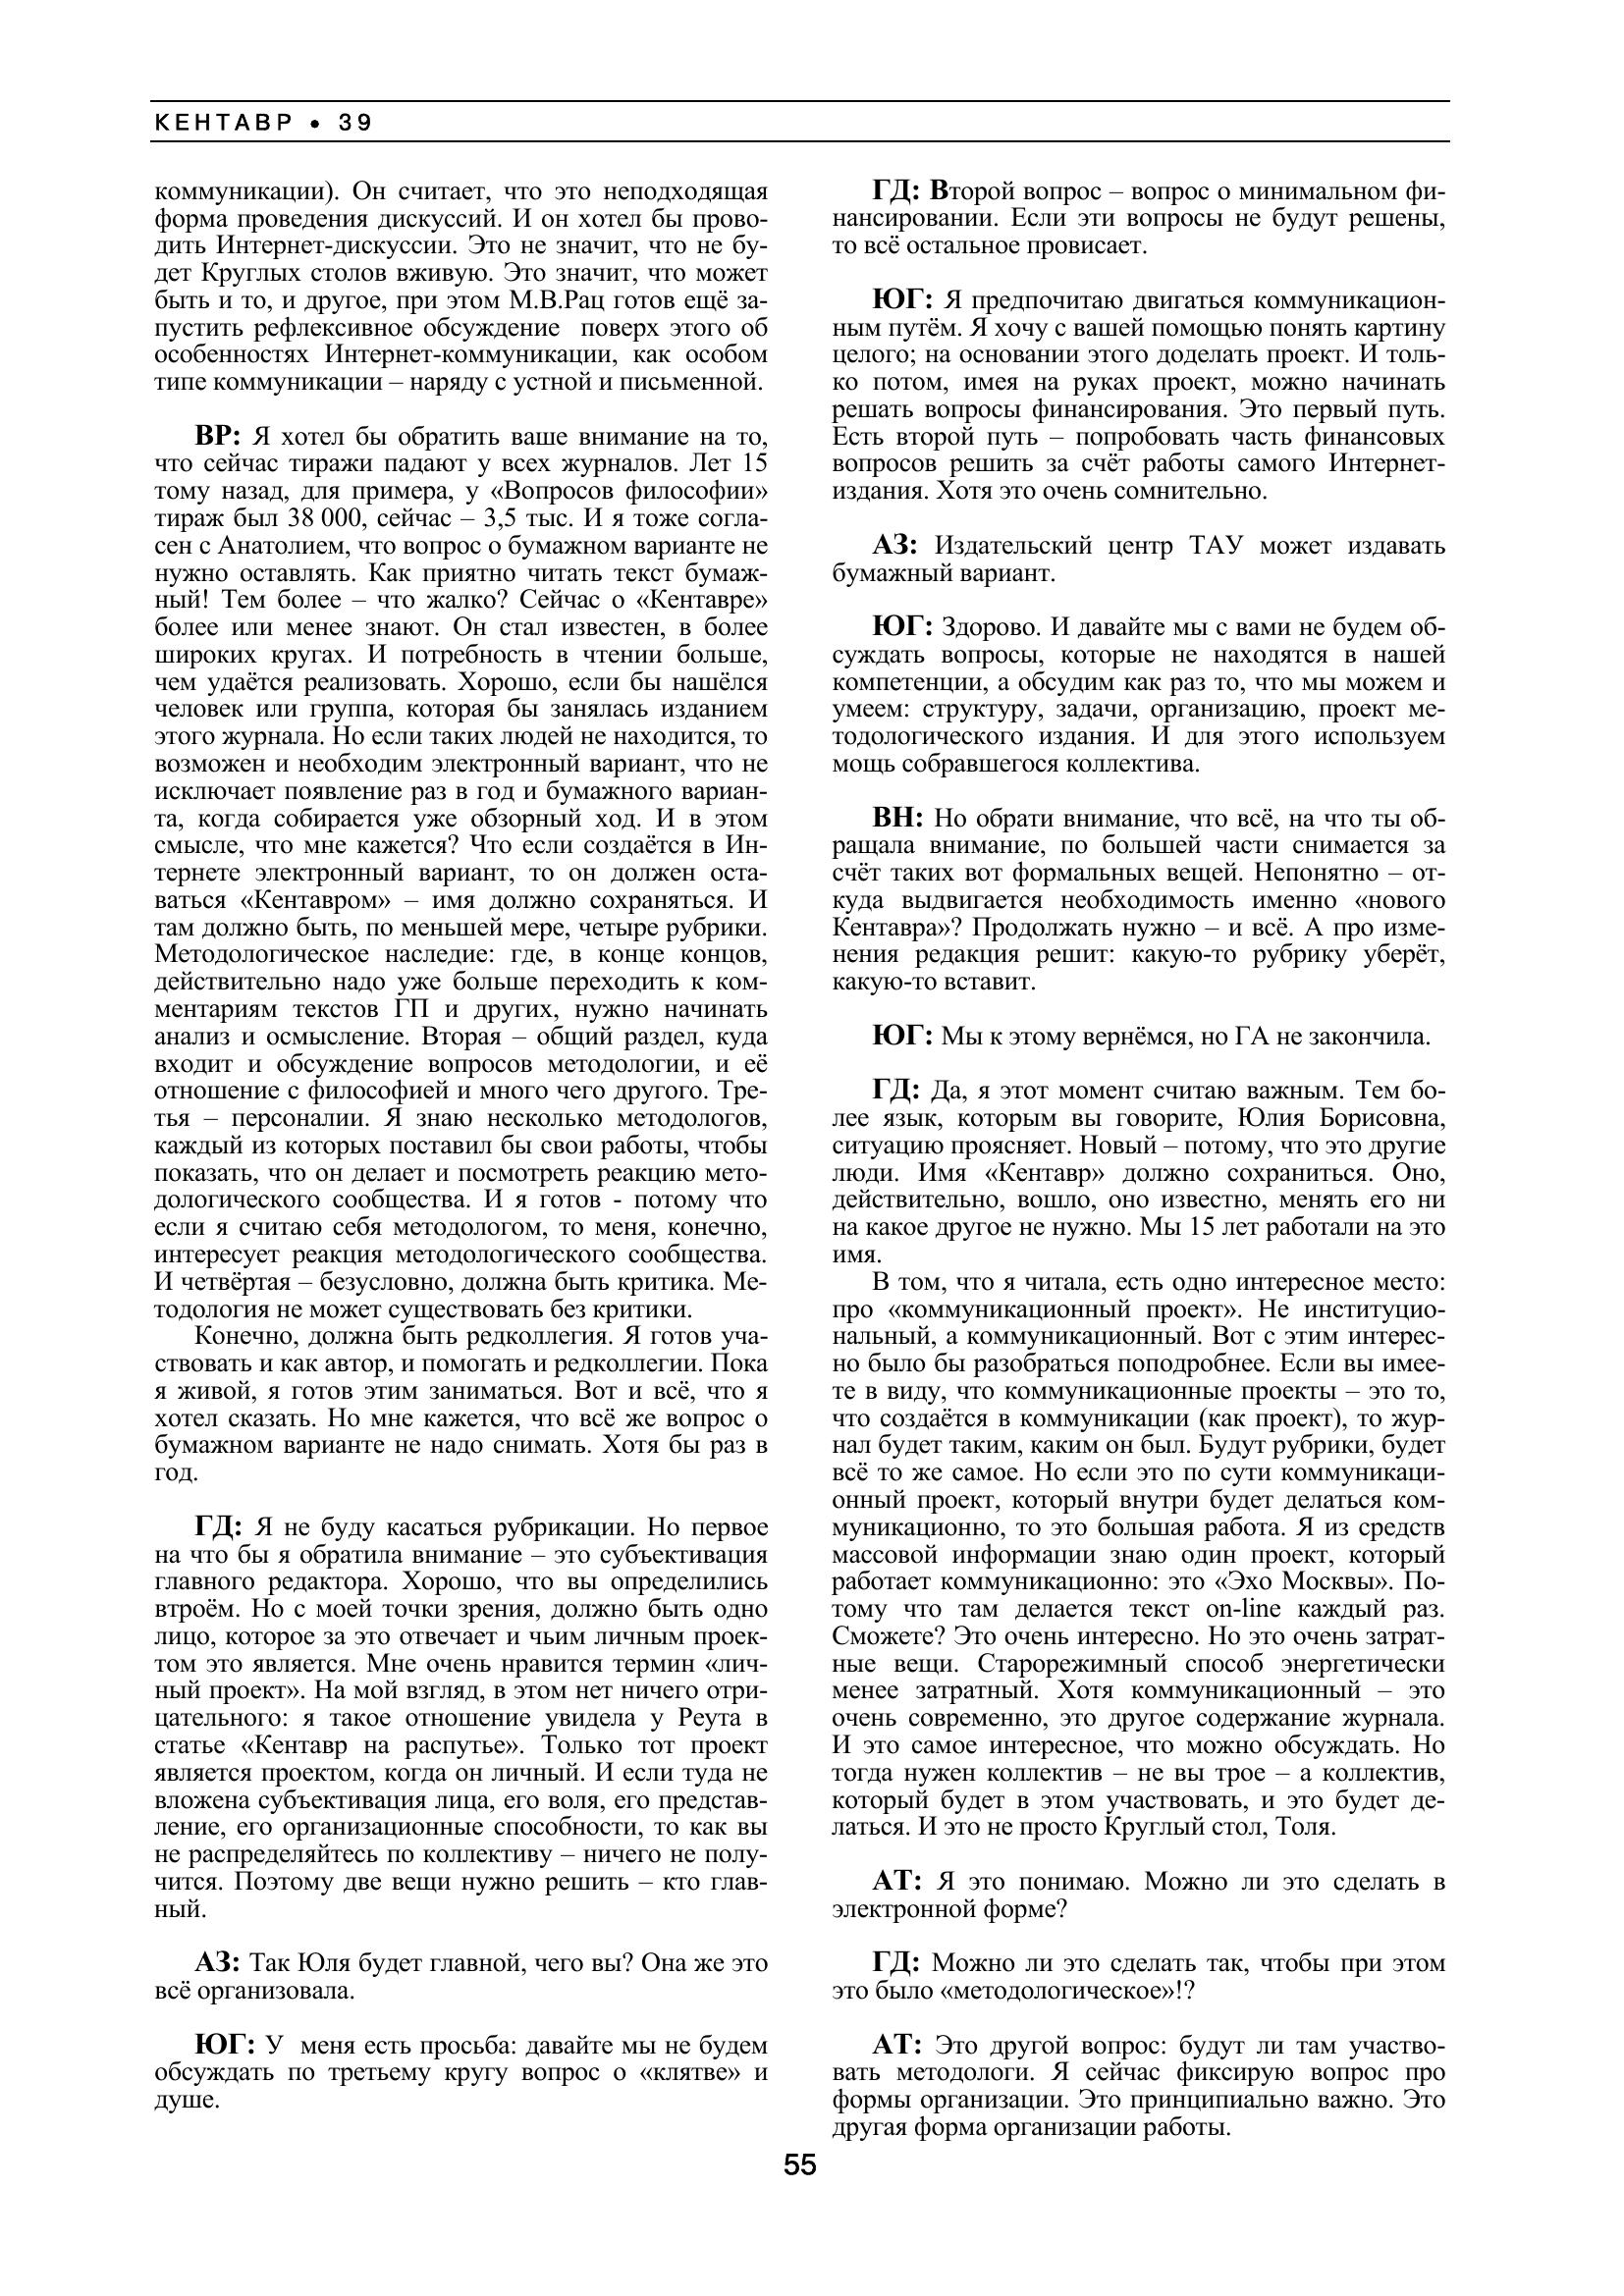 КЕНТАВР • 39
коммуникации). Он считает, что это неподходящая
форма проведения дискуссий. И он хотел бы прово-
дить Интернет-дискуссии. Это не значит, что не бу-
дет Круглых столов вживую. Это значит, что может
быть и то, и другое, при этом М.В.Рац готов ещё за-
пустить рефлексивное обсуждение поверх этого об
особенностях Интернет-коммуникации, как особом
типе коммуникации – наряду с устной и письменной.
ВР: Я хотел бы обратить ваше внимание на то,
что сейчас тиражи падают у всех журналов. Лет 15
тому назад, для примера, у «Вопросов философии»
тираж был 38 000, сейчас – 3,5 тыс. И я тоже согла-
сен с Анатолием, что вопрос о бумажном варианте не
нужно оставлять. Как приятно читать текст бумаж-
ный! Тем более – что жалко? Сейчас о «Кентавре»
более или менее знают. Он стал известен, в более
широких кругах. И потребность в чтении больше,
чем удаётся реализовать. Хорошо, если бы нашёлся
человек или группа, которая бы занялась изданием
этого журнала. Но если таких людей не находится, то
возможен и необходим электронный вариант, что не
исключает появление раз в год и бумажного вариан-
та, когда собирается уже обзорный ход. И в этом
смысле, что мне кажется? Что если создаётся в Ин-
тернете электронный вариант, то он должен оста-
ваться «Кентавром» – имя должно сохраняться. И
там должно быть, по меньшей мере, четыре рубрики.
Методологическое наследие: где, в конце концов,
действительно надо уже больше переходить к ком-
ментариям текстов ГП и других, нужно начинать
анализ и осмысление. Вторая – общий раздел, куда
входит и обсуждение вопросов методологии, и её
отношение с философией и много чего другого. Тре-
тья – персоналии. Я знаю несколько методологов,
каждый из которых поставил бы свои работы, чтобы
показать, что он делает и посмотреть реакцию мето-
дологического сообщества. И я готов - потому что
если я считаю себя методологом, то меня, конечно,
интересует реакция методологического сообщества.
И четвёртая – безусловно, должна быть критика. Ме-
тодология не может существовать без критики.
Конечно, должна быть редколлегия. Я готов уча-
ствовать и как автор, и помогать и редколлегии. Пока
я живой, я готов этим заниматься. Вот и всё, что я
хотел сказать. Но мне кажется, что всё же вопрос о
бумажном варианте не надо снимать. Хотя бы раз в
год.
ГД: Я не буду касаться рубрикации. Но первое
на что бы я обратила внимание – это субъективация
главного редактора. Хорошо, что вы определились
втроём. Но с моей точки зрения, должно быть одно
лицо, которое за это отвечает и чьим личным проек-
том это является. Мне очень нравится термин «лич-
ный проект». На мой взгляд, в этом нет ничего отри-
цательного: я такое отношение увидела у Реута в
статье «Кентавр на распутье». Только тот проект
является проектом, когда он личный. И если туда не
вложена субъективация лица, его воля, его представ-
ление, его организационные способности, то как вы
не распределяйтесь по коллективу – ничего не полу-
чится. Поэтому две вещи нужно решить – кто глав-
ный.
АЗ: Так Юля будет главной, чего вы? Она же это
всё организовала.
ЮГ: У меня есть просьба: давайте мы не будем
обсуждать по третьему кругу вопрос о «клятве» и
душе.
ГД: Второй вопрос – вопрос о минимальном фи-
нансировании. Если эти вопросы не будут решены,
то всё остальное провисает.
ЮГ: Я предпочитаю двигаться коммуникацион-
ным путём. Я хочу с вашей помощью понять картину
целого; на основании этого доделать проект. И толь-
ко потом, имея на руках проект, можно начинать
решать вопросы финансирования. Это первый путь.
Есть второй путь – попробовать часть финансовых
вопросов решить за счёт работы самого Интернет-
издания. Хотя это очень сомнительно.
АЗ: Издательский центр ТАУ может издавать
бумажный вариант.
ЮГ: Здорово. И давайте мы с вами не будем об-
суждать вопросы, которые не находятся в нашей
компетенции, а обсудим как раз то, что мы можем и
умеем: структуру, задачи, организацию, проект ме-
тодологического издания. И для этого используем
мощь собравшегося коллектива.
ВН: Но обрати внимание, что всё, на что ты об-
ращала внимание, по большей части снимается за
счёт таких вот формальных вещей. Непонятно – от-
куда выдвигается необходимость именно «нового
Кентавра»? Продолжать нужно – и всё. А про изме-
нения редакция решит: какую-то рубрику уберёт,
какую-то вставит.
ЮГ: Мы к этому вернёмся, но ГА не закончила.
ГД: Да, я этот момент считаю важным. Тем бо-
лее язык, которым вы говорите, Юлия Борисовна,
ситуацию проясняет. Новый – потому, что это другие
люди. Имя «Кентавр» должно сохраниться. Оно,
действительно, вошло, оно известно, менять его ни
на какое другое не нужно. Мы 15 лет работали на это
имя.
В том, что я читала, есть одно интересное место:
про «коммуникационный проект». Не институцио-
нальный, а коммуникационный. Вот с этим интерес-
но было бы разобраться поподробнее. Если вы имее-
те в виду, что коммуникационные проекты – это то,
что создаётся в коммуникации (как проект), то жур-
нал будет таким, каким он был. Будут рубрики, будет
всё то же самое. Но если это по сути коммуникаци-
онный проект, который внутри будет делаться ком-
муникационно, то это большая работа. Я из средств
массовой информации знаю один проект, который
работает коммуникационно: это «Эхо Москвы». По-
тому что там делается текст on-line каждый раз.
Сможете? Это очень интересно. Но это очень затрат-
ные вещи. Старорежимный способ энергетически
менее затратный. Хотя коммуникационный – это
очень современно, это другое содержание журнала.
И это самое интересное, что можно обсуждать. Но
тогда нужен коллектив – не вы трое – а коллектив,
который будет в этом участвовать, и это будет де-
латься. И это не просто Круглый стол, Толя.
АТ: Я это понимаю. Можно ли это сделать в
электронной форме?
ГД: Можно ли это сделать так, чтобы при этом
это было «методологическое»!?
АТ: Это другой вопрос: будут ли там участво-
вать методологи. Я сейчас фиксирую вопрос про
формы организации. Это принципиально важно. Это
другая форма организации работы.
55